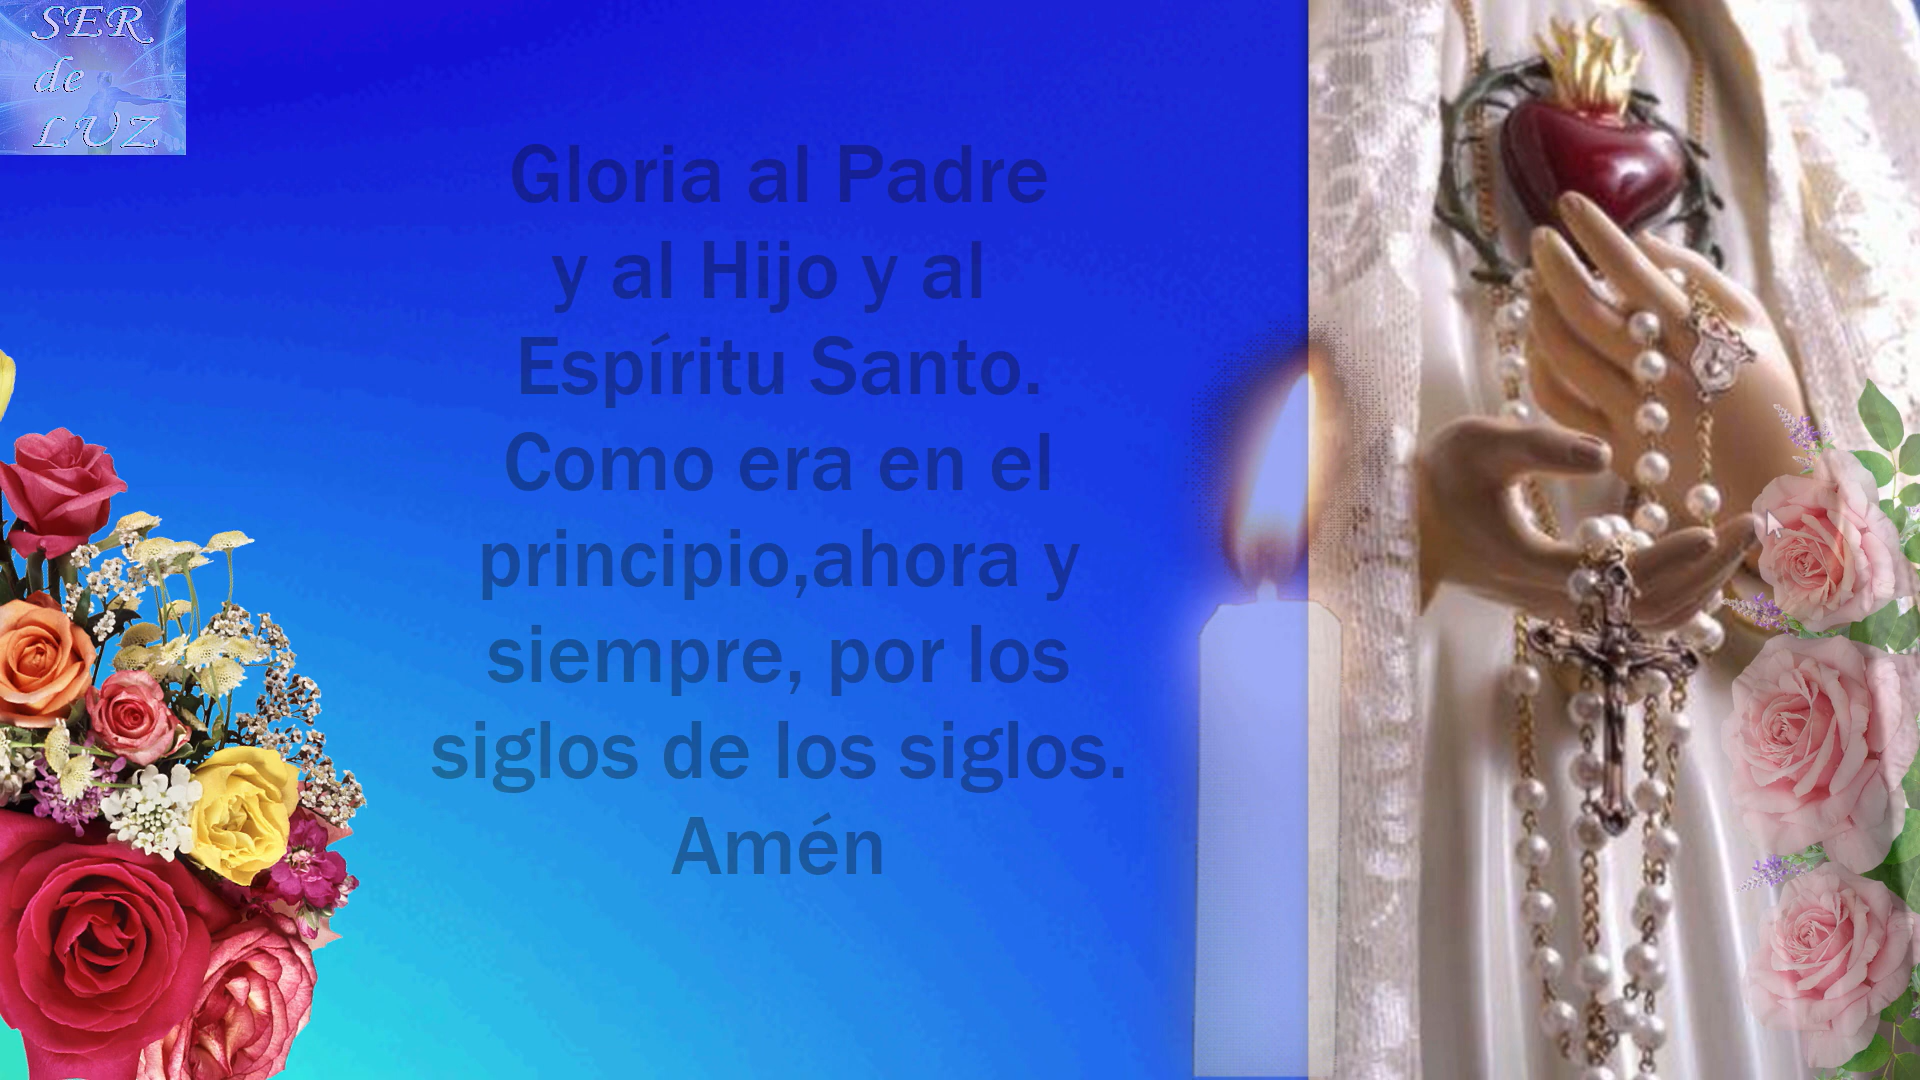 SER
de
LUZ
Gloria al Padre
y al Hijo y al
Espíritu Santo.
Como era en el
principio,ahora y
siempre, por los
siglos de los siglos.
Amén